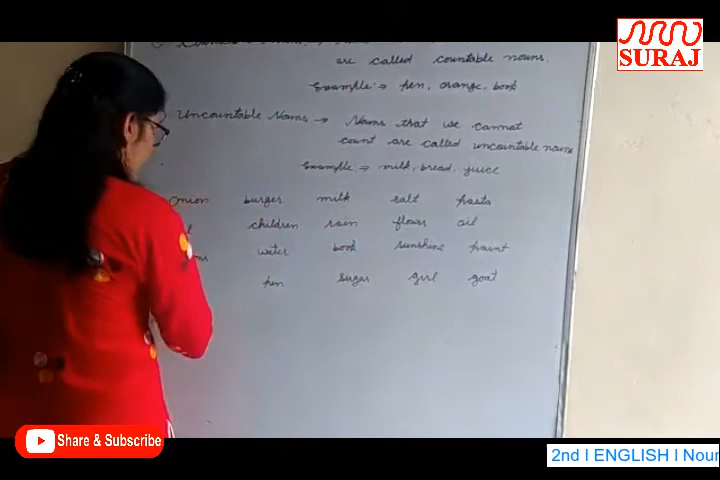 SURAJ
are called countable nouns.
Example :→ pen, orange, book
Uncountable Nouns → Nouns that we cannot
count are called uncountable nouns
Example :→ milk, bread, juice
onion burger milk salt pasta
children rain flower oil
water book sunshine paint
pen sugar girl goat
Share & Subscribe
2nd I ENGLISH I Noun